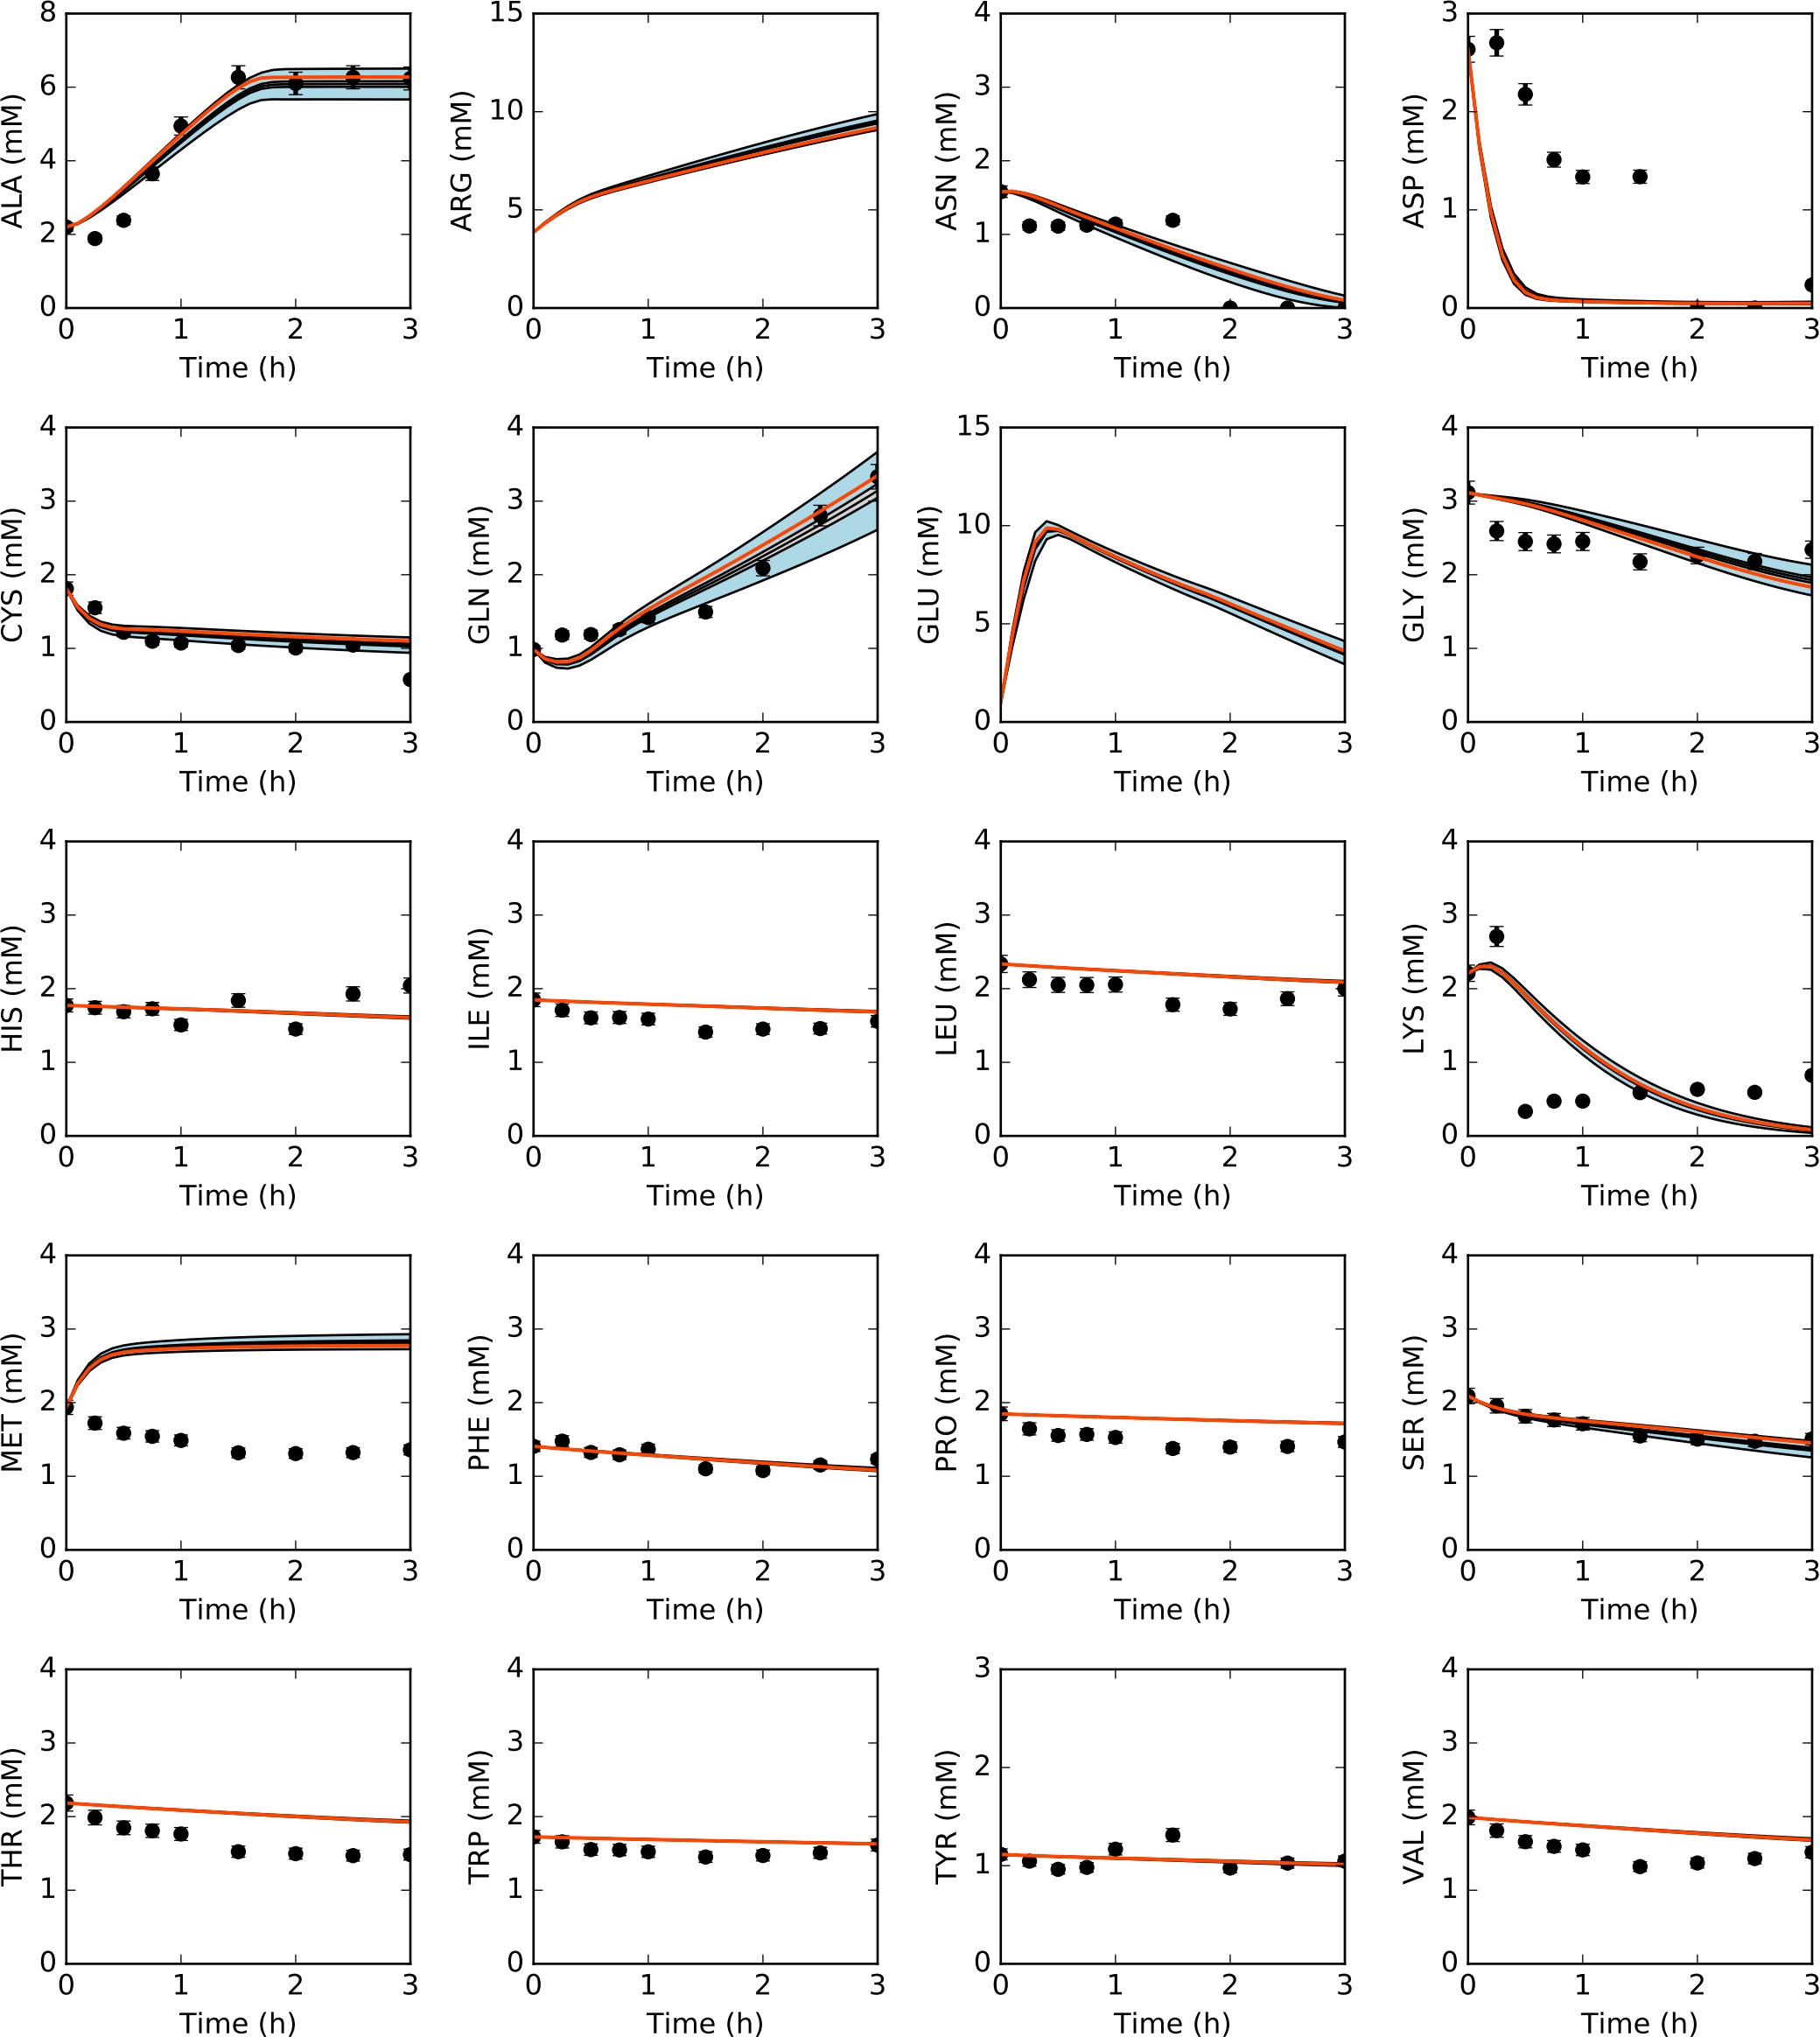 ALA (mM)
8
6
4
2
0
0 1 2 3
Time (h)
ARG (mM)
15
10
5
0
0 1 2 3
Time (h)
ASN (mM)
4
3
2
1
0
0 1 2 3
Time (h)
ASP (mM)
3
2
1
0
0 1 2 3
Time (h)
CYS (mM)
4
3
2
1
0
0 1 2 3
Time (h)
GLN (mM)
4
3
2
1
0
0 1 2 3
Time (h)
GLU (mM)
15
10
5
0
0 1 2 3
Time (h)
GLY (mM)
4
3
2
1
0
0 1 2 3
Time (h)
HIS (mM)
4
3
2
1
0
0 1 2 3
Time (h)
ILE (mM)
4
3
2
1
0
0 1 2 3
Time (h)
LEU (mM)
4
3
2
1
0
0 1 2 3
Time (h)
LYS (mM)
4
3
2
1
0
0 1 2 3
Time (h)
MET (mM)
4
3
2
1
0
0 1 2 3
Time (h)
PHE (mM)
4
3
2
1
0
0 1 2 3
Time (h)
PRO (mM)
4
3
2
1
0
0 1 2 3
Time (h)
SER (mM)
4
3
2
1
0
0 1 2 3
Time (h)
THR (mM)
4
3
2
1
0
0 1 2 3
Time (h)
TRP (mM)
4
3
2
1
0
0 1 2 3
Time (h)
TYR (mM)
3
2
1
0
0 1 2 3
Time (h)
VAL (mM)
4
3
2
1
0
0 1 2 3
Time (h)